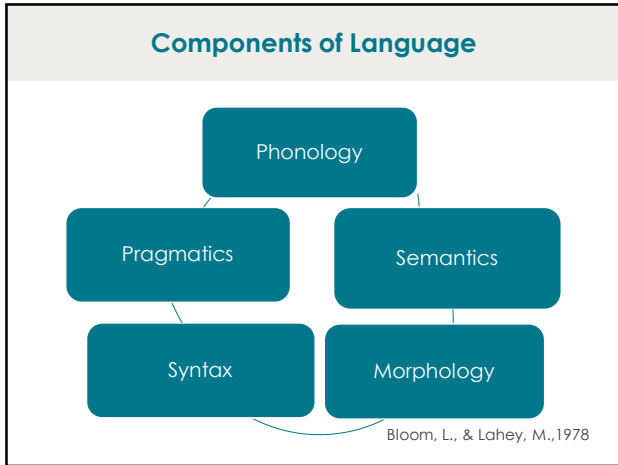 Components of Language
Phonology
Pragmatics
Semantics
Syntax
Morphology
Bloom, L., & Lahey, M.,1978